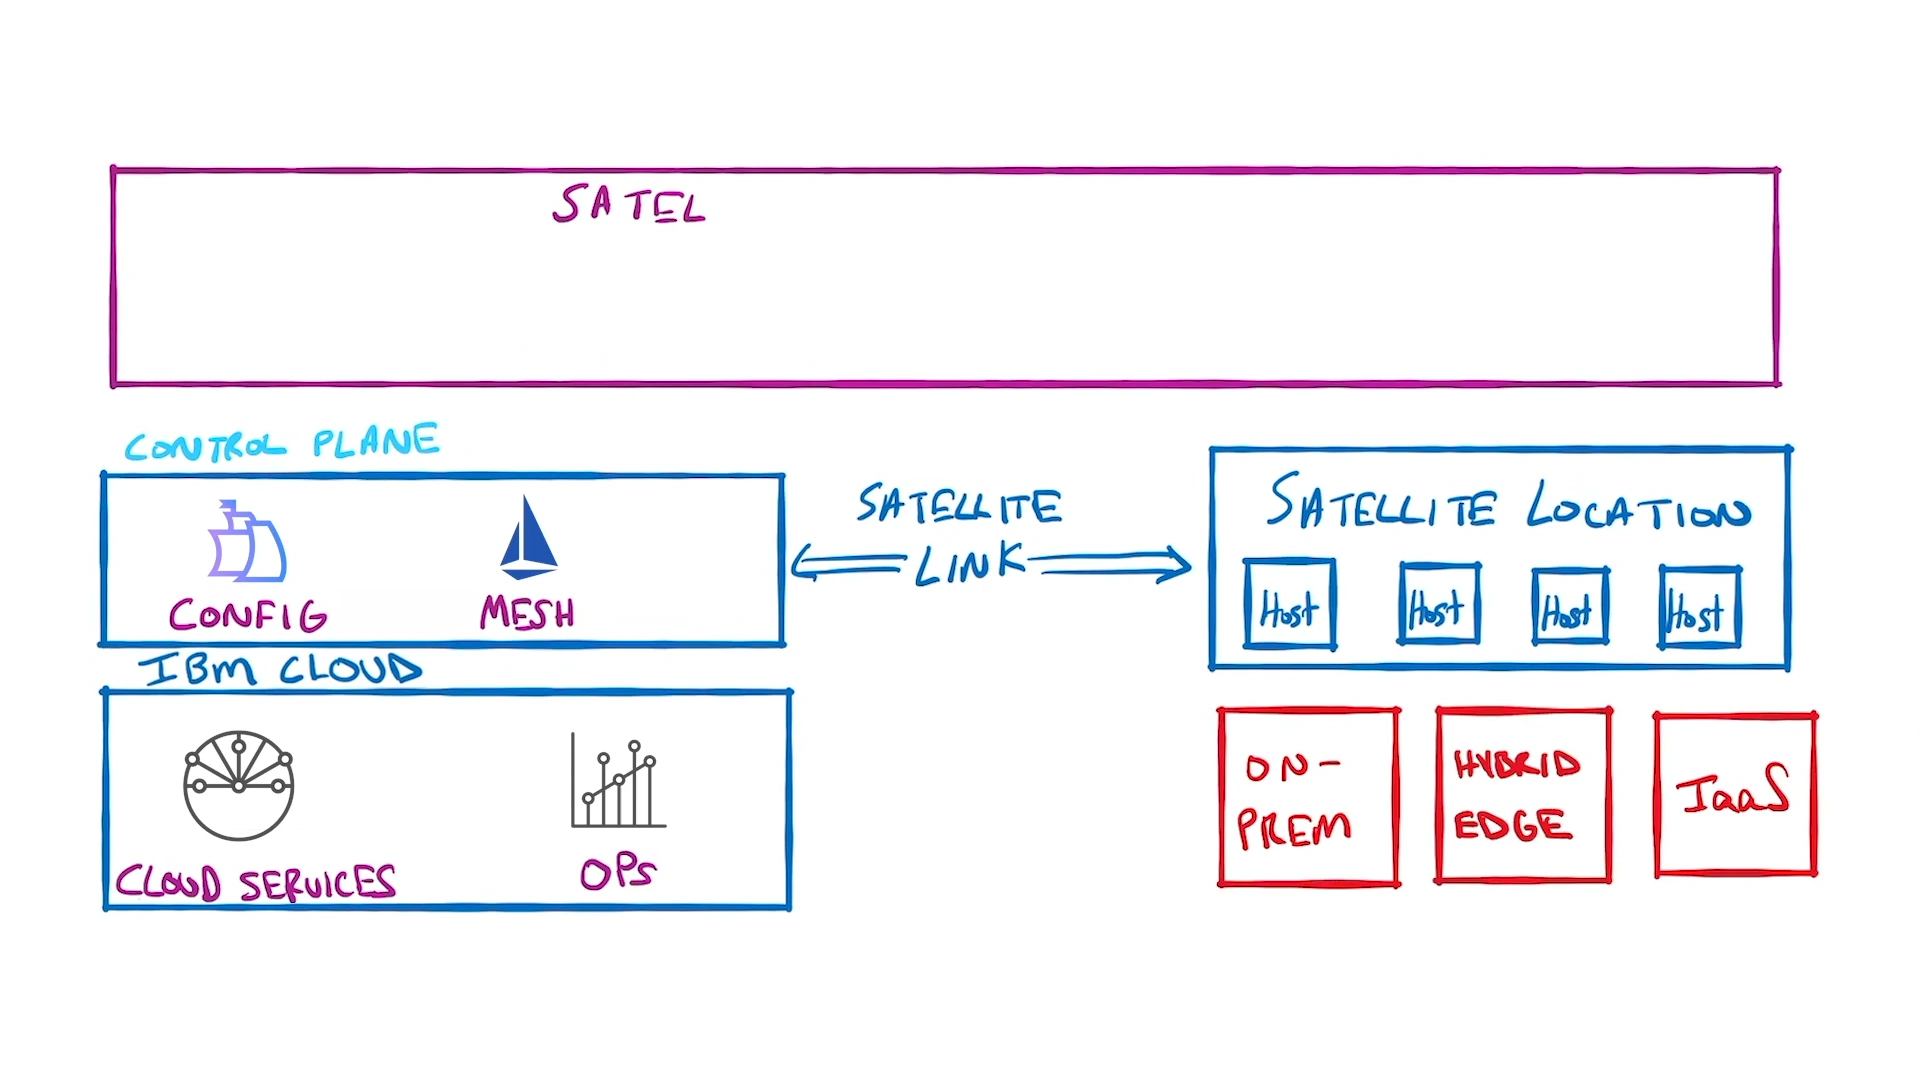 SATEL
CONTROL PLANE
CONFIG
MESH
SATELLITE
LINK
SATELLITE LOCATION
Host
Host
Host
Host
IBM CLOUD
CLOUD SERVICES
OPs
ON-
PREM
HYBRID
EDGE
IaaS